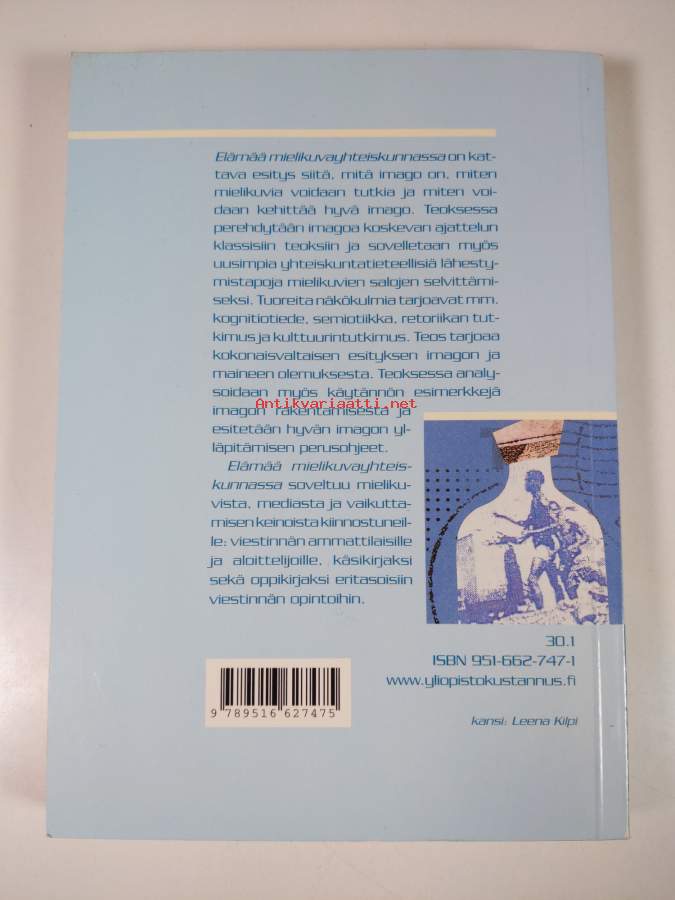 Elämää mielikuvayhteiskunnassa on kat-
tava esitys siitä, mitä imago on, miten
mielikuvia voidaan tutkia ja miten voi-
daan kehittää hyvä imago. Teoksessa
perehdytään imagoa koskevan ajattelun
klassisiin teoksiin ja sovelletaan myös
uusimpia yhteiskuntatieteellisiä lähesty-
mistapoja mielikuvien salojen selvittämi-
seksi. Tuoreita näkökulmia tarjoavat mm.
kognitiotiede, semiotiikka, retoriikan tut-
kimus ja kulttuurintutkimus. Teos tarjoaa
kokonaisvaltaisen esityksen imagon ja
maineen olemuksesta. Teoksessa analy-
soidaan myös käytännön esimerkkejä
Antikvariaatti.net
imagon rakentamisesta ja
esitetään hyvän imagon yl-
läpitämisen perusohjeet.
Elämää mielikuvayhteis-
kunnassa soveltuu mieliku-
vista, mediasta ja vaikutta-
misen keinoista kiinnostuneil-
le: viestinnän ammattilaisille
ja aloittelijoille, käsikirjaksi
sekä oppikirjaksi eritasoisiin
viestinnän opintoihin.
30.1
ISBN 951-662-747-1
www.yliopistokustannus.fi
9 789516 627475
kansi: Leena Kilpi